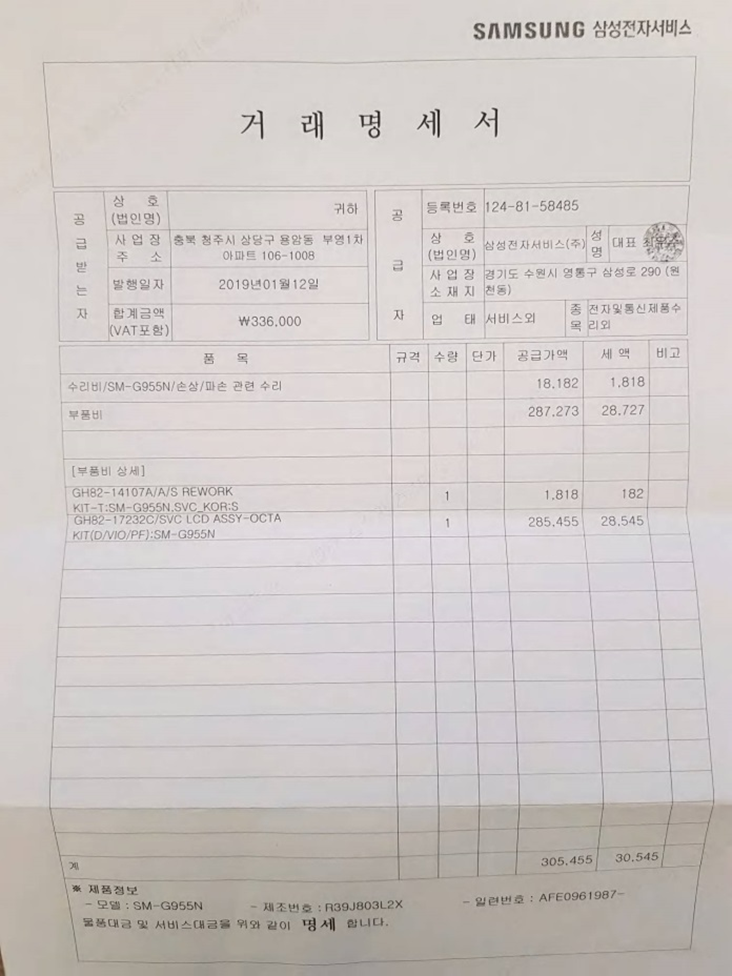 SAMSUNG 삼성전자서비스
거 래 명 세 서
공급받는자
상 호 (법인명) 귀하
사 업 장 주 소 충북 청주시 상당구 용암동 부영1차 아파트 106-1008
발행일자 2019년01월12일
합계금액 (VAT포함) ₩336,000
공급자
등록번호 124-81-58485
상 호 (법인명) 삼성전자서비스(주) 성명 대표
사 업 장 소 재 지 경기도 수원시 영통구 삼성로 290 (원천동)
업 태 서비스외 종목 전자및통신제품수리외
품 목 규격 수량 단가 공급가액 세 액 비고
수리비/SM-G955N/손상/파손 관련 수리 18,182 1,818
부품비 287,273 28,727
[부품비 상세]
GH82-14107A/A/S REWORK
KIT-T:SM-G955N,SVC_KOR:S 1 1,818 182
GH82-17232C/SVC LCD ASSY-OCTA
KIT(D/VIO/PF):SM-G955N 1 285,455 28,545
계 305,455 30,545
※ 제품정보
- 모델 : SM-G955N - 제조번호 : R39J803L2X - 일련번호 : AFE0961987-
물품대금 및 서비스대금을 위와 같이 명세 합니다.